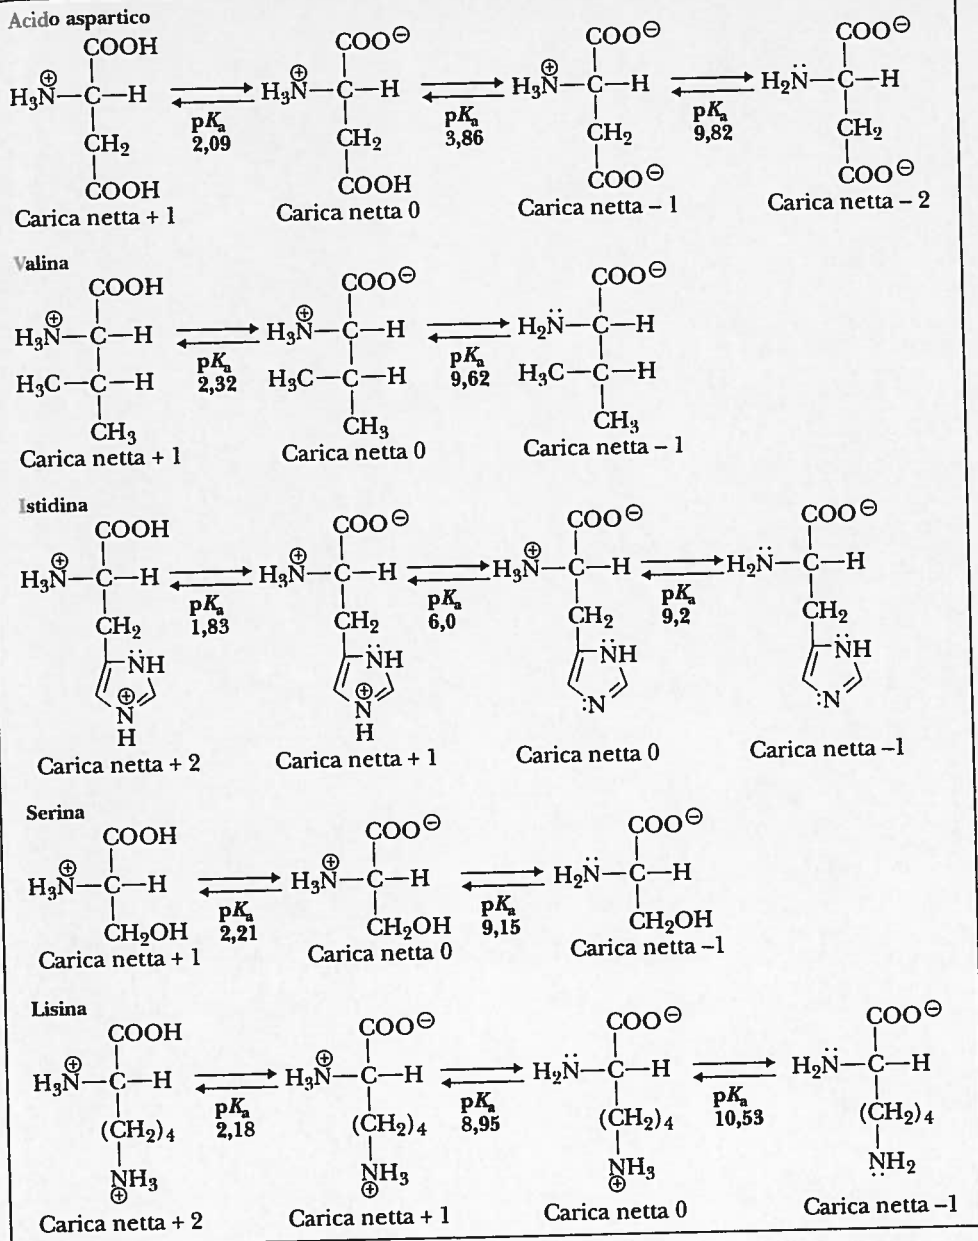 Acido aspartico
COOH COO⊖ COO⊖ COO⊖
H₃N⊕—C—H H₃N⊕—C—H H₃N⊕—C—H H₂N̈—C—H
pKa pKa pKa
2,09 3,86 9,82
CH₂ CH₂ CH₂ CH₂
COOH COOH COO⊖ COO⊖
Carica netta + 1 Carica netta 0 Carica netta – 1 Carica netta – 2
Valina
COOH COO⊖ COO⊖
H₃N⊕—C—H H₃N⊕—C—H H₂N̈—C—H
pKa pKa
2,32 9,62
H₃C—C—H H₃C—C—H H₃C—C—H
CH₃ CH₃ CH₃
Carica netta + 1 Carica netta 0 Carica netta – 1
Istidina
COOH COO⊖ COO⊖ COO⊖
H₃N⊕—C—H H₃N⊕—C—H H₃N⊕—C—H H₂N̈—C—H
pKa pKa pKa
1,83 6,0 9,2
CH₂ CH₂ CH₂ CH₂
N̈H N̈H N̈H N̈H
⊕N ⊕N :N :N
H H
Carica netta + 2 Carica netta + 1 Carica netta 0 Carica netta –1
Serina
COOH COO⊖ COO⊖
H₃N⊕—C—H H₃N⊕—C—H H₂N̈—C—H
pKa pKa
2,21 9,15
CH₂OH CH₂OH CH₂OH
Carica netta + 1 Carica netta 0 Carica netta –1
Lisina
COOH COO⊖ COO⊖ COO⊖
H₃N⊕—C—H H₃N⊕—C—H H₂N̈—C—H H₂N̈—C—H
pKa pKa pKa
2,18 8,95 10,53
(CH₂)₄ (CH₂)₄ (CH₂)₄ (CH₂)₄
NH₃⊕ NH₃⊕ NH₃⊕ N̈H₂
Carica netta + 2 Carica netta + 1 Carica netta 0 Carica netta –1